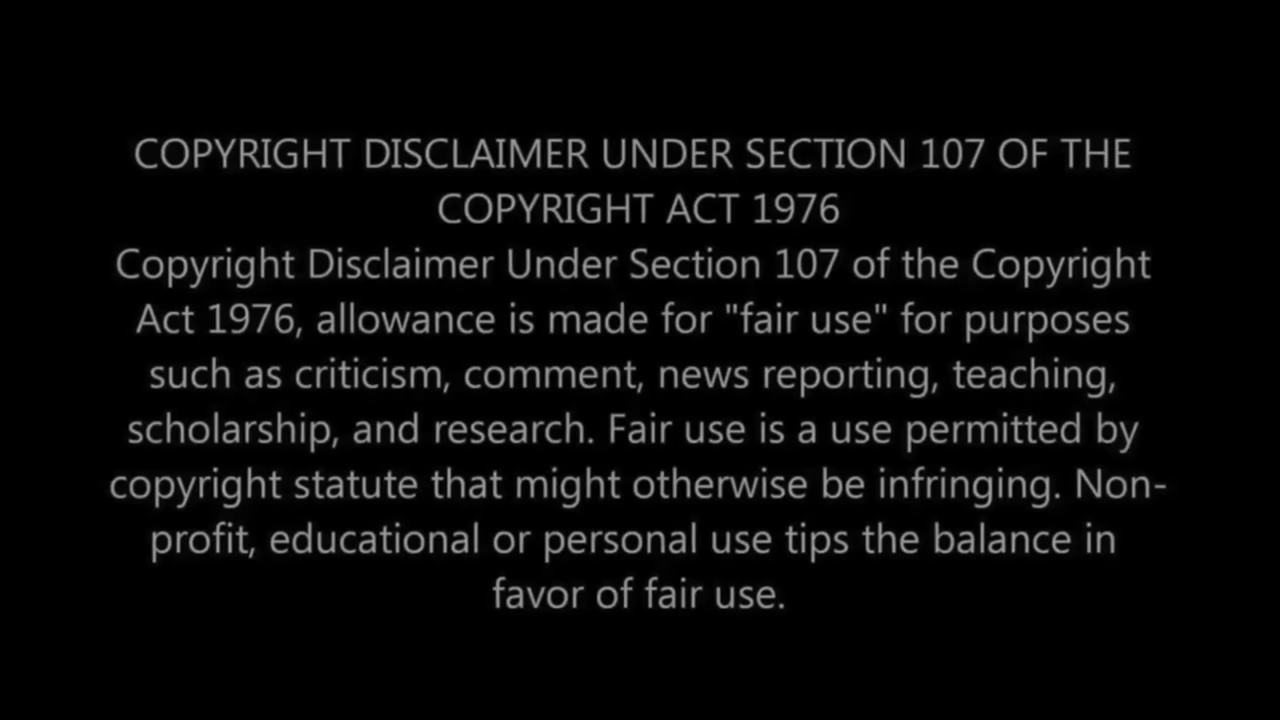 COPYRIGHT DISCLAIMER UNDER SECTION 107 OF THE
COPYRIGHT ACT 1976
Copyright Disclaimer Under Section 107 of the Copyright
Act 1976, allowance is made for "fair use" for purposes
such as criticism, comment, news reporting, teaching,
scholarship, and research. Fair use is a use permitted by
copyright statute that might otherwise be infringing. Non-
profit, educational or personal use tips the balance in
favor of fair use.